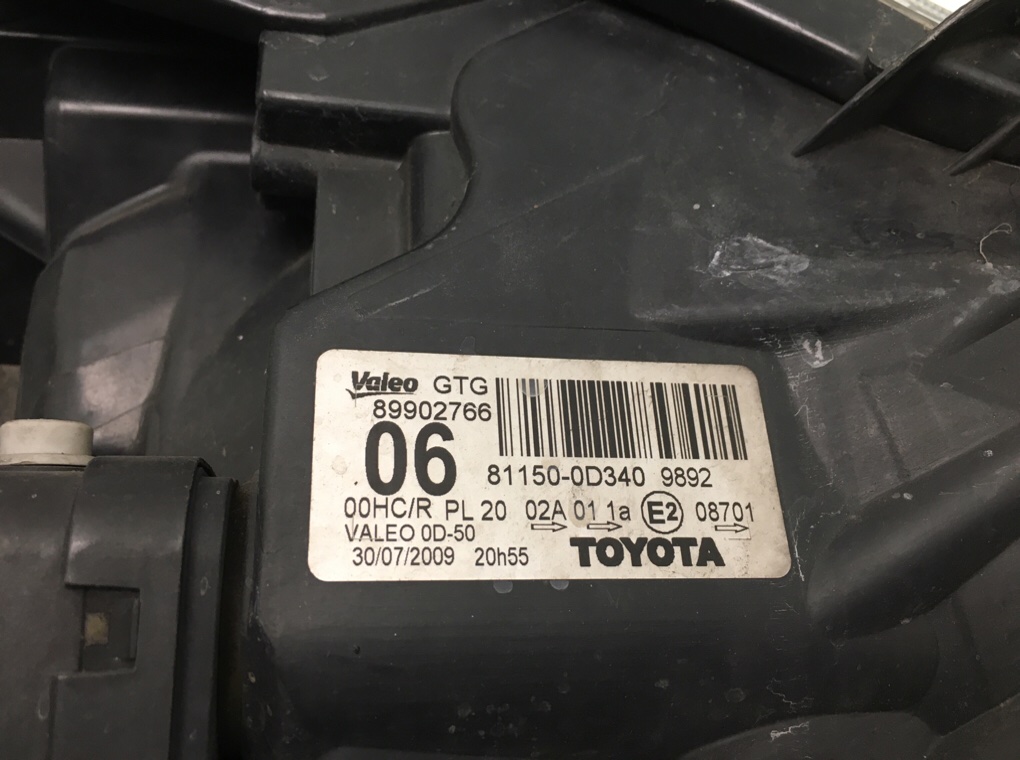 Valeo GTG
89902766
06
81150-0D340 9892
00HC/R PL 20 02A 01 1a E2 08701
VALEO 0D-50
30/07/2009 20h55 TOYOTA